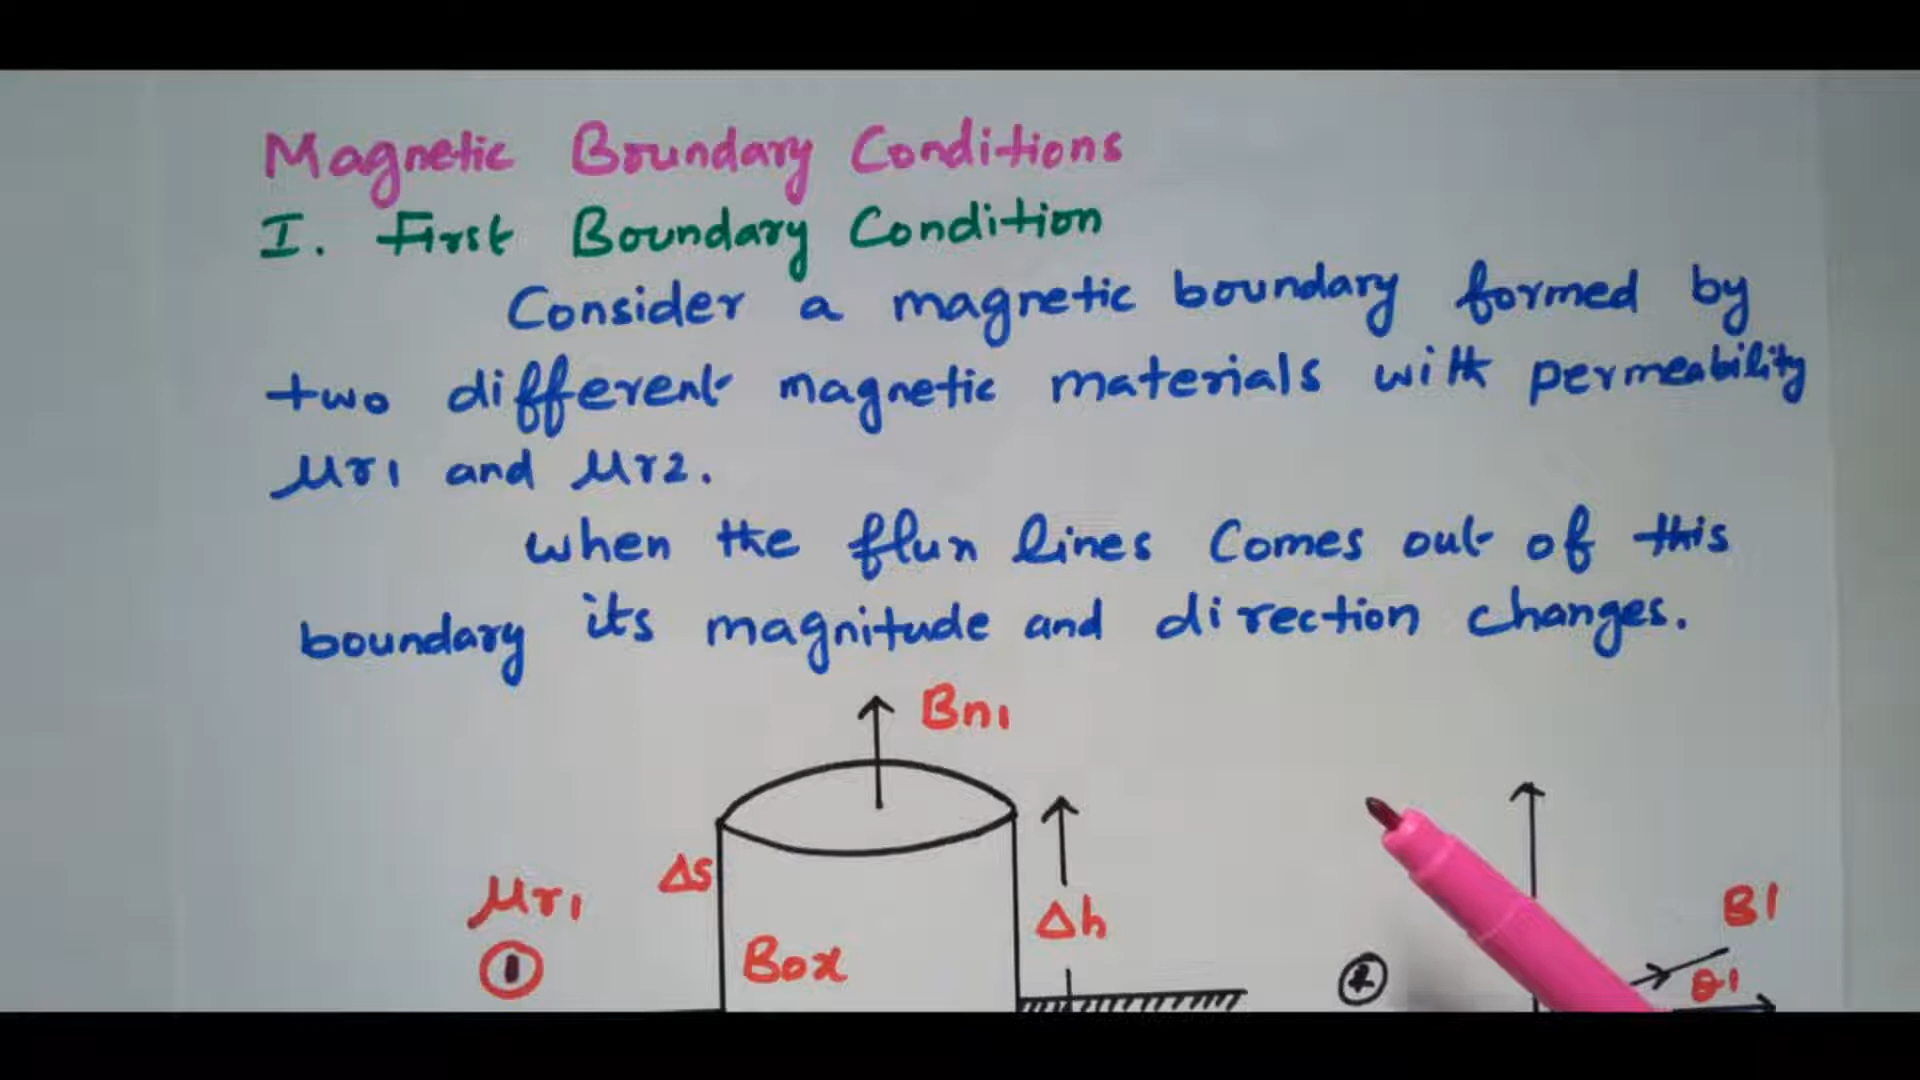 Magnetic Boundary Conditions
I. First Boundary Condition
Consider a magnetic boundary formed by
two different magnetic materials with permeability
μr1 and μr2.
when the flux lines comes out of this
boundary its magnitude and direction changes.
Bn1
Δs
Δh
μr1
B1
Box
1
θ1